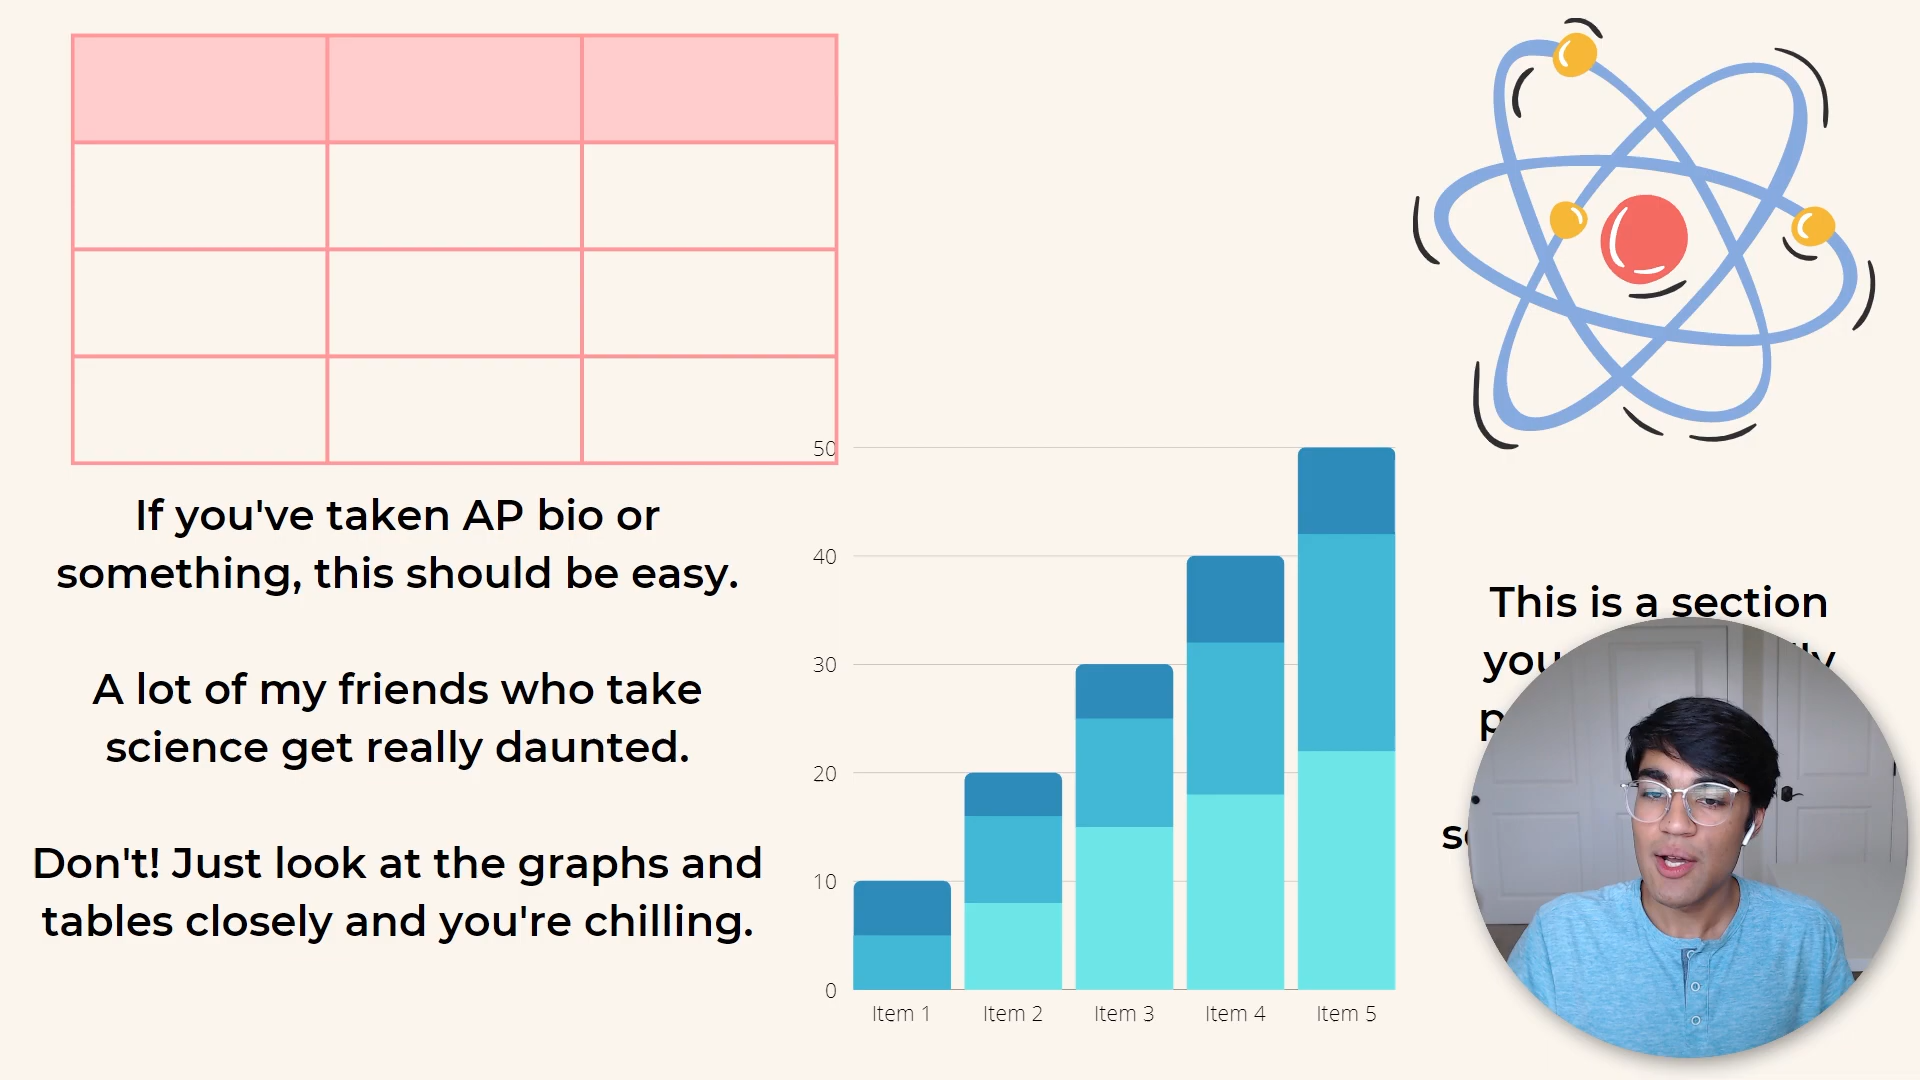 If you've taken AP bio or
something, this should be easy.
A lot of my friends who take
science get really daunted.
Don't! Just look at the graphs and
tables closely and you're chilling.
50
40
30
20
10
0
Item 1
Item 2
Item 3
Item 4
Item 5
This is a section